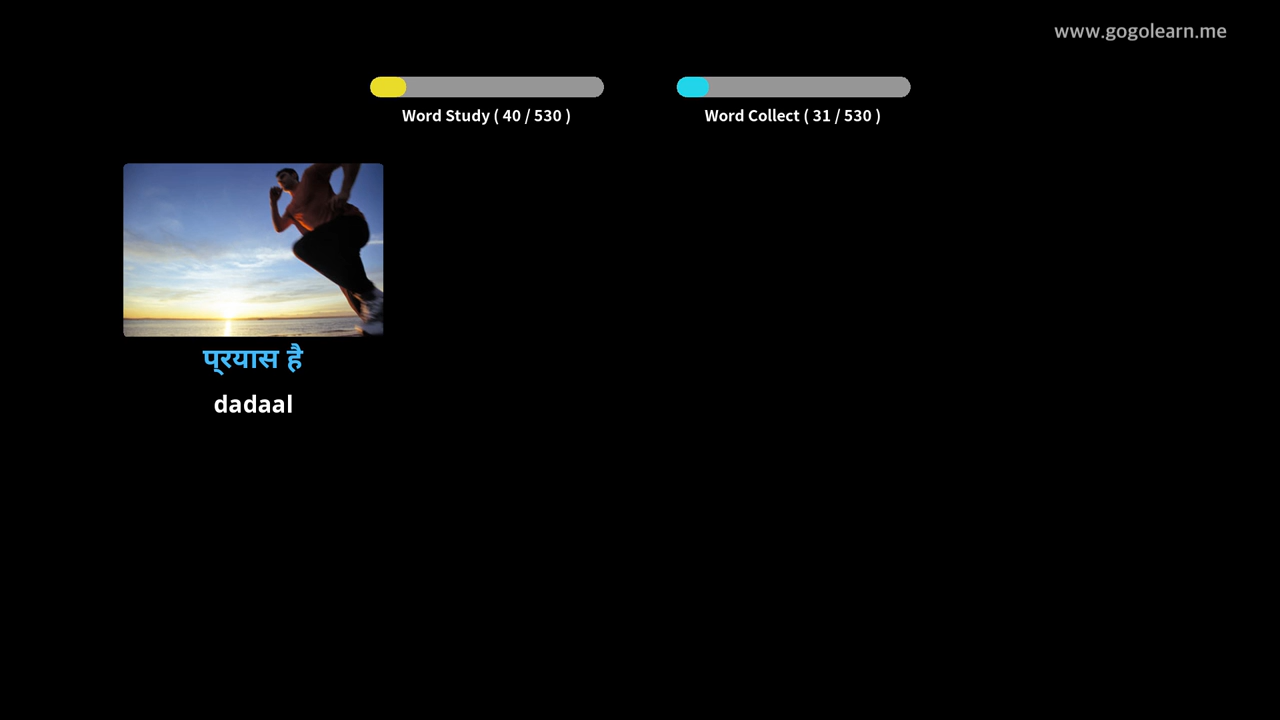 www.gogolearn.me
Word Study ( 40 / 530 )
Word Collect ( 31 / 530 )
प्रयास है
dadaal